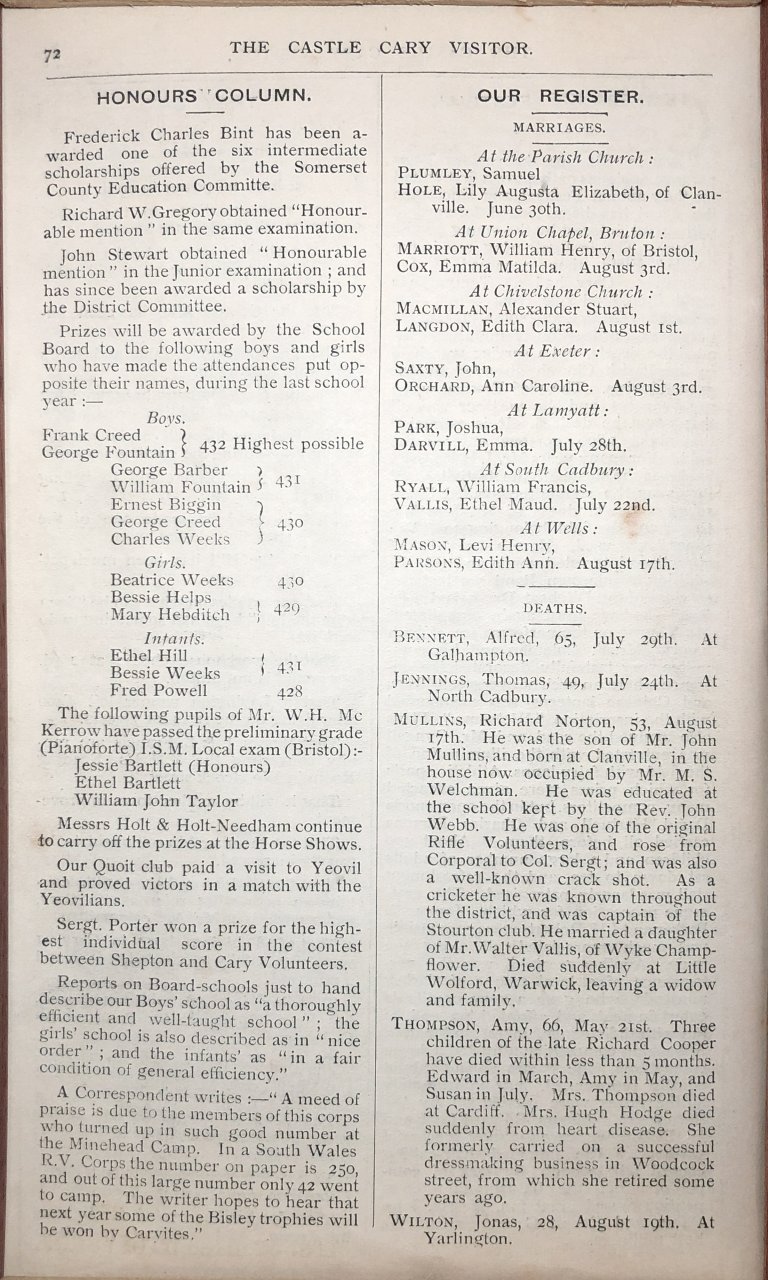 72
THE CASTLE CARY VISITOR.
HONOURS COLUMN.
Frederick Charles Bint has been a-
warded one of the six intermediate
scholarships offered by the Somerset
County Education Committe.
Richard W.Gregory obtained "Honour-
able mention " in the same examination.
John Stewart obtained " Honourable
mention " in the Junior examination ; and
has since been awarded a scholarship by
the District Committee.
Prizes will be awarded by the School
Board to the following boys and girls
who have made the attendances put op-
posite their names, during the last school
year :—
Boys.
Frank Creed
George Fountain } 432 Highest possible
George Barber
William Fountain } 431
Ernest Biggin
George Creed } 430
Charles Weeks
Girls.
Beatrice Weeks 430
Bessie Helps
Mary Hebditch } 429
Infants.
Ethel Hill
Bessie Weeks } 431
Fred Powell 428
The following pupils of Mr. W.H. Mc
Kerrow have passed the preliminary grade
(Pianoforte) I.S.M. Local exam (Bristol):-
Jessie Bartlett (Honours)
Ethel Bartlett
William John Taylor
Messrs Holt & Holt-Needham continue
to carry off the prizes at the Horse Shows.
Our Quoit club paid a visit to Yeovil
and proved victors in a match with the
Yeovilians.
Sergt. Porter won a prize for the high-
est individual score in the contest
between Shepton and Cary Volunteers.
Reports on Board-schools just to hand
describe our Boys' school as "a thoroughly
efficient and well-taught school " ; the
girls' school is also described as in " nice
order " ; and the infants' as " in a fair
condition of general efficiency."
A Correspondent writes :—" A meed of
praise is due to the members of this corps
who turned up in such good number at
the Minehead Camp. In a South Wales
R.V. Corps the number on paper is 250,
and out of this large number only 42 went
to camp. The writer hopes to hear that
next year some of the Bisley trophies will
be won by Caryites."
OUR REGISTER.
MARRIAGES.
At the Parish Church :
PLUMLEY, Samuel
HOLE, Lily Augusta Elizabeth, of Clan-
ville. June 30th.
At Union Chapel, Bruton :
MARRIOTT, William Henry, of Bristol,
COX, Emma Matilda. August 3rd.
At Chivelstone Church :
MACMILLAN, Alexander Stuart,
LANGDON, Edith Clara. August 1st.
At Exeter :
SAXTY, John,
ORCHARD, Ann Caroline. August 3rd.
At Lamyatt :
PARK, Joshua,
DARVILL, Emma. July 28th.
At South Cadbury :
RYALL, William Francis,
VALLIS, Ethel Maud. July 22nd.
At Wells :
MASON, Levi Henry,
PARSONS, Edith Ann. August 17th.
DEATHS.
BENNETT, Alfred, 65, July 29th. At
Galhampton.
JENNINGS, Thomas, 49, July 24th. At
North Cadbury.
MULLINS, Richard Norton, 53, August
17th. He was the son of Mr. John
Mullins, and born at Clanville, in the
house now occupied by Mr. M. S.
Welchman. He was educated at
the school kept by the Rev. John
Webb. He was one of the original
Rifle Volunteers, and rose from
Corporal to Col. Sergt; and was also
a well-known crack shot. As a
cricketer he was known throughout
the district, and was captain of the
Stourton club. He married a daughter
of Mr.Walter Vallis, of Wyke Champ-
flower. Died suddenly at Little
Wolford, Warwick, leaving a widow
and family.
THOMPSON, Amy, 66, May 21st. Three
children of the late Richard Cooper
have died within less than 5 months.
Edward in March, Amy in May, and
Susan in July. Mrs. Thompson died
at Cardiff. Mrs. Hugh Hodge died
suddenly from heart disease. She
formerly carried on a successful
dressmaking business in Woodcock
street, from which she retired some
years ago.
WILTON, Jonas, 28, August 19th. At
Yarlington.